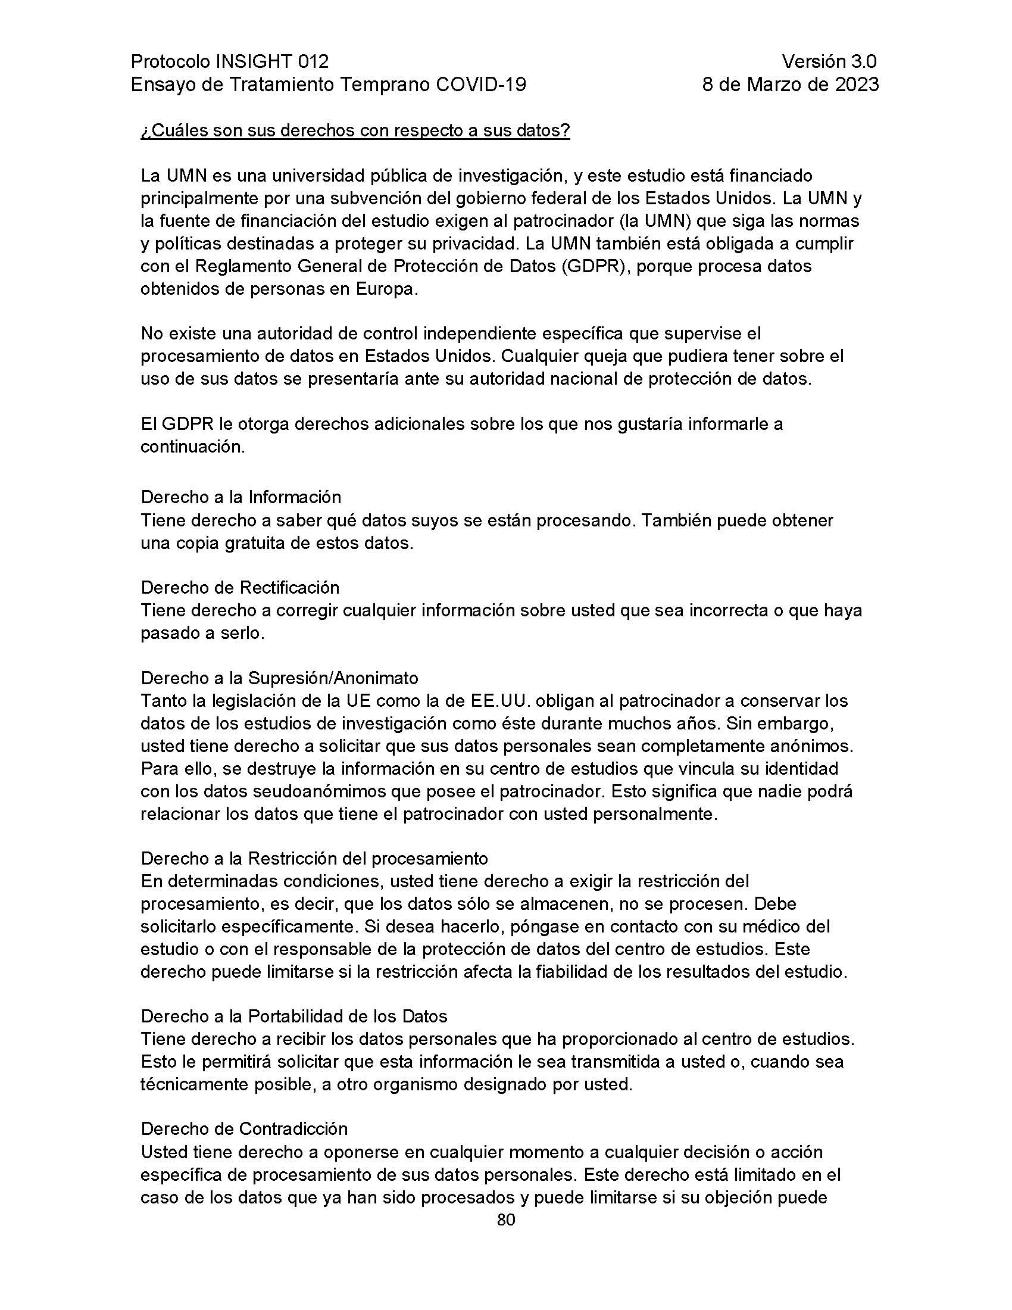 Protocolo INSIGHT 012 Versión 3.0
Ensayo de Tratamiento Temprano COVID-19 8 de Marzo de 2023
¿Cuáles son sus derechos con respecto a sus datos?
La UMN es una universidad pública de investigación, y este estudio está financiado
principalmente por una subvención del gobierno federal de los Estados Unidos. La UMN y
la fuente de financiación del estudio exigen al patrocinador (la UMN) que siga las normas
y políticas destinadas a proteger su privacidad. La UMN también está obligada a cumplir
con el Reglamento General de Protección de Datos (GDPR), porque procesa datos
obtenidos de personas en Europa.
No existe una autoridad de control independiente específica que supervise el
procesamiento de datos en Estados Unidos. Cualquier queja que pudiera tener sobre el
uso de sus datos se presentaría ante su autoridad nacional de protección de datos.
El GDPR le otorga derechos adicionales sobre los que nos gustaría informarle a
continuación.
Derecho a la Información
Tiene derecho a saber qué datos suyos se están procesando. También puede obtener
una copia gratuita de estos datos.
Derecho de Rectificación
Tiene derecho a corregir cualquier información sobre usted que sea incorrecta o que haya
pasado a serlo.
Derecho a la Supresión/Anonimato
Tanto la legislación de la UE como la de EE.UU. obligan al patrocinador a conservar los
datos de los estudios de investigación como éste durante muchos años. Sin embargo,
usted tiene derecho a solicitar que sus datos personales sean completamente anónimos.
Para ello, se destruye la información en su centro de estudios que vincula su identidad
con los datos seudoanómimos que posee el patrocinador. Esto significa que nadie podrá
relacionar los datos que tiene el patrocinador con usted personalmente.
Derecho a la Restricción del procesamiento
En determinadas condiciones, usted tiene derecho a exigir la restricción del
procesamiento, es decir, que los datos sólo se almacenen, no se procesen. Debe
solicitarlo específicamente. Si desea hacerlo, póngase en contacto con su médico del
estudio o con el responsable de la protección de datos del centro de estudios. Este
derecho puede limitarse si la restricción afecta la fiabilidad de los resultados del estudio.
Derecho a la Portabilidad de los Datos
Tiene derecho a recibir los datos personales que ha proporcionado al centro de estudios.
Esto le permitirá solicitar que esta información le sea transmitida a usted o, cuando sea
técnicamente posible, a otro organismo designado por usted.
Derecho de Contradicción
Usted tiene derecho a oponerse en cualquier momento a cualquier decisión o acción
específica de procesamiento de sus datos personales. Este derecho está limitado en el
caso de los datos que ya han sido procesados y puede limitarse si su objeción puede
80